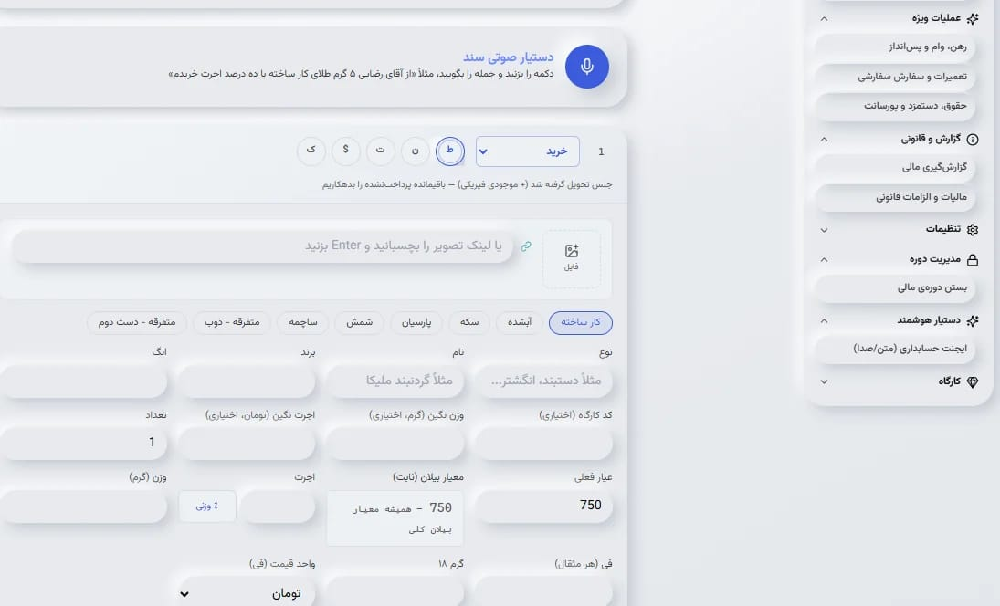 عملیات ویژه
رهن، وام و پس‌انداز
تعمیرات و سفارش سفارشی
حقوق، دستمزد و پورسانت
گزارش و قانونی
گزارش‌گیری مالی
مالیات و الزامات قانونی
تنظیمات
مدیریت دوره
بستن دوره‌ی مالی
دستیار هوشمند
ایجنت حسابداری (متن/صدا)
کارگاه
دستیار صوتی سند
دکمه را بزنید و جمله را بگویید، مثلاً «از آقای رضایی ۵ گرم طلای کار ساخته با ده درصد اجرت خریدم»
1 خرید ط ن ت $ ک
جنس تحویل گرفته شد (+ موجودی فیزیکی) — باقیمانده پرداخت‌نشده را بدهکاریم
فایل
یا لینک تصویر را بچسبانید و Enter بزنید
کار ساخته آبشده سکه پارسیان شمش ساچمه متفرقه - ذوب متفرقه - دست دوم
نوع نام برند انگ
مثلاً دستبند، انگشتر... مثلاً گردنبند ملیکا
کد کارگاه (اختیاری) وزن نگین (گرم، اختیاری) اجرت نگین (تومان، اختیاری) تعداد
1
عیار فعلی معیار بیلان (ثابت) اجرت وزن (گرم)
750 750 – همیشه معیار ٪ وزنی
بیلان کلی
فی (هر مثقال) گرم ۱۸ واحد قیمت (فی)
تومان